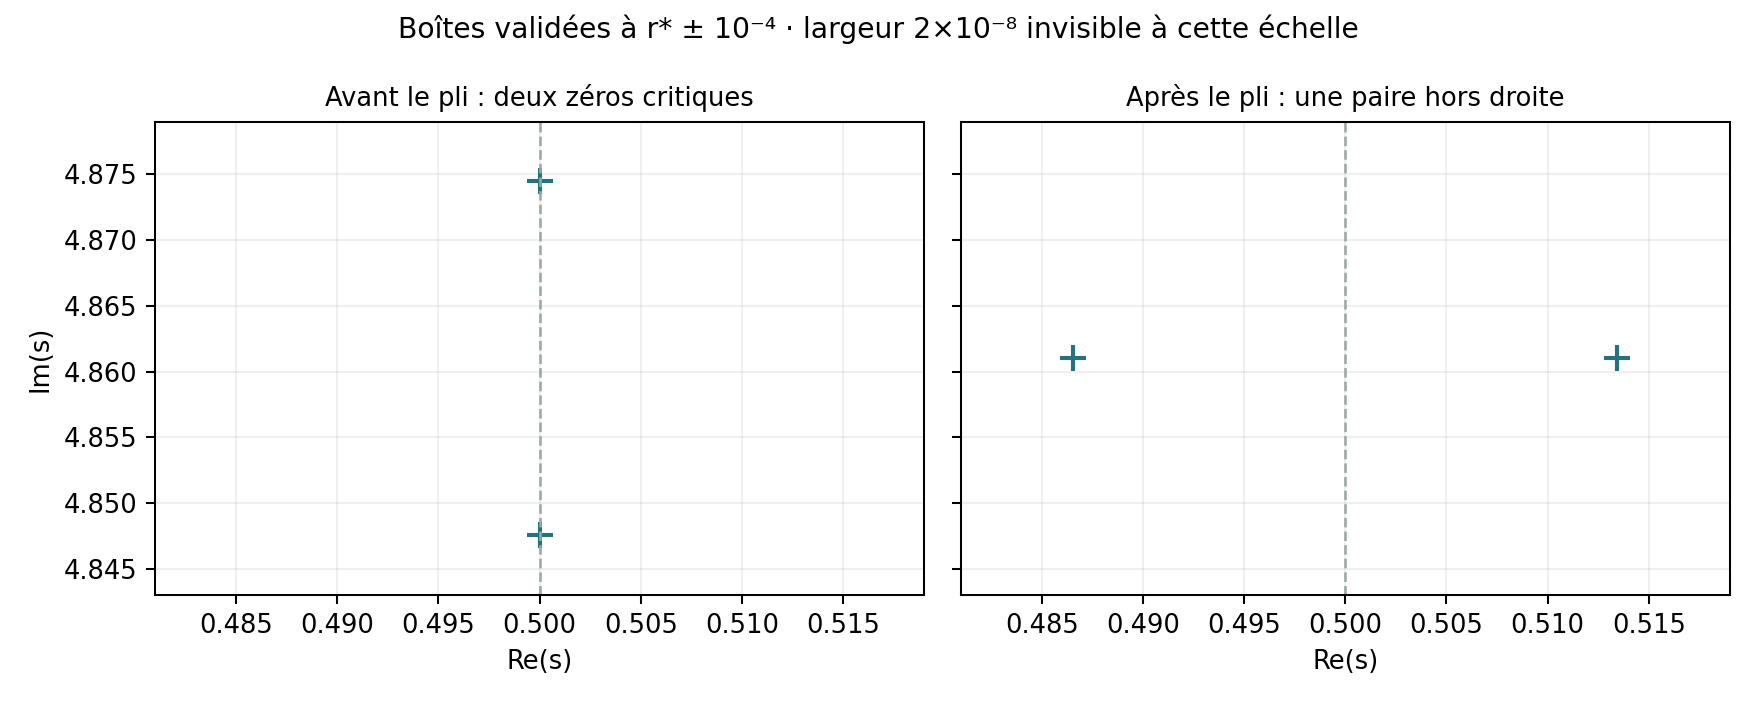 Boîtes validées à r* ± 10⁻⁴ · largeur 2×10⁻⁸ invisible à cette échelle
Avant le pli : deux zéros critiques
Après le pli : une paire hors droite
Im(s)
4.875
4.870
4.865
4.860
4.855
4.850
4.845
0.485 0.490 0.495 0.500 0.505 0.510 0.515
Re(s)
0.485 0.490 0.495 0.500 0.505 0.510 0.515
Re(s)